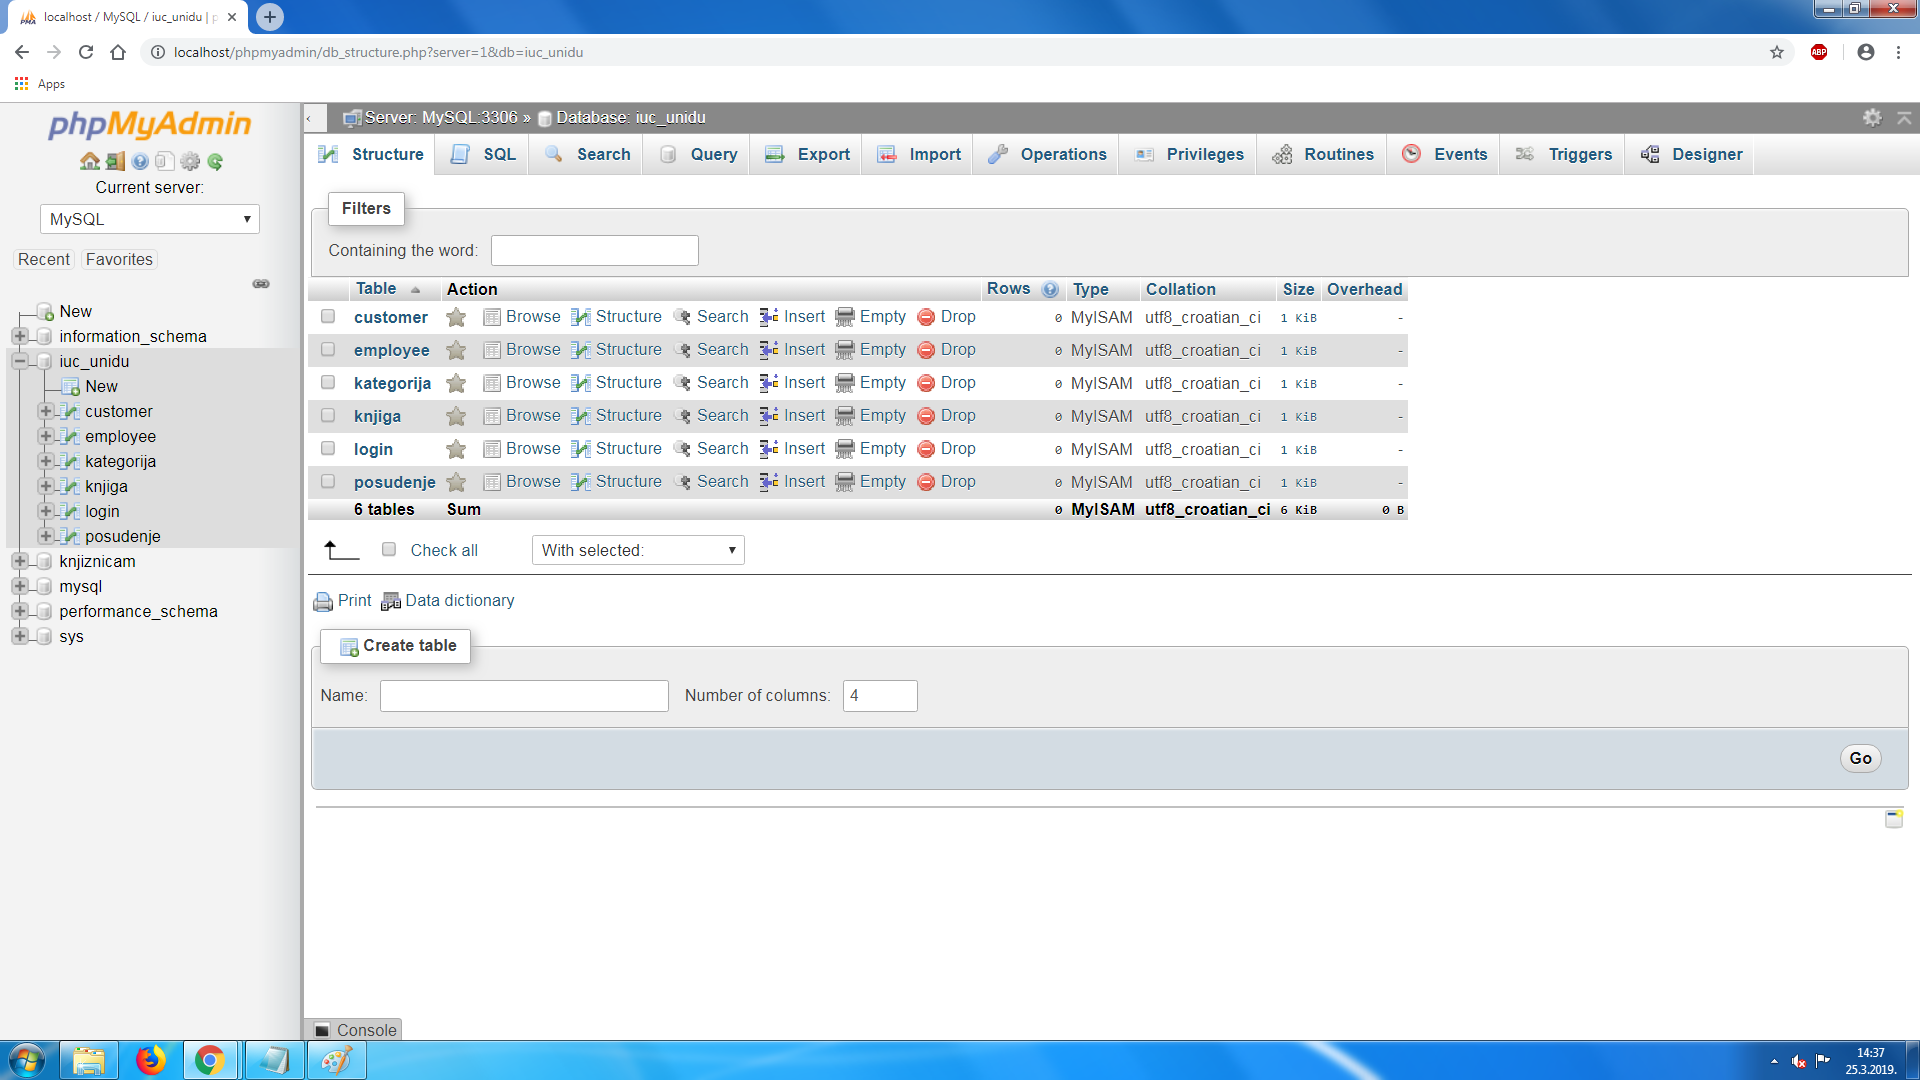 localhost / MySQL / iuc_unidu | p
localhost/phpmyadmin/db_structure.php?server=1&db=iuc_unidu
ABP
Apps
phpMyAdmin
Current server:
MySQL
Recent Favorites
New
information_schema
iuc_unidu
New
customer
employee
kategorija
knjiga
login
posudenje
knjiznicam
mysql
performance_schema
sys
Server: MySQL:3306 » Database: iuc_unidu
Structure SQL Search Query Export Import Operations Privileges Routines Events Triggers Designer
Filters
Containing the word:
Table Action Rows Type Collation Size Overhead
customer Browse Structure Search Insert Empty Drop 0 MyISAM utf8_croatian_ci 1 KiB -
employee Browse Structure Search Insert Empty Drop 0 MyISAM utf8_croatian_ci 1 KiB -
kategorija Browse Structure Search Insert Empty Drop 0 MyISAM utf8_croatian_ci 1 KiB -
knjiga Browse Structure Search Insert Empty Drop 0 MyISAM utf8_croatian_ci 1 KiB -
login Browse Structure Search Insert Empty Drop 0 MyISAM utf8_croatian_ci 1 KiB -
posudenje Browse Structure Search Insert Empty Drop 0 MyISAM utf8_croatian_ci 1 KiB -
6 tables Sum 0 MyISAM utf8_croatian_ci 6 KiB 0 B
Check all With selected:
Print Data dictionary
Create table
Name: Number of columns: 4
Go
Console
14:37
25.3.2019.